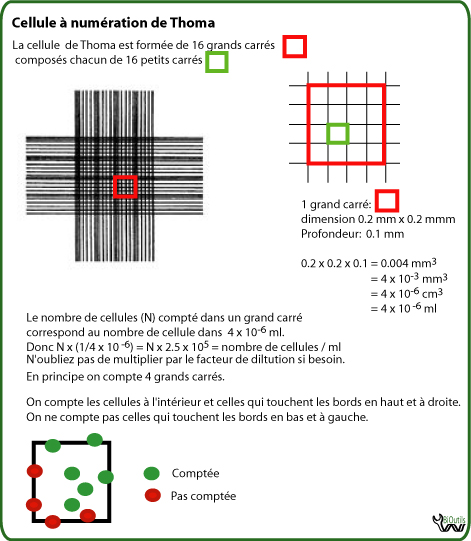 Cellule à numération de Thoma
La cellule de Thoma est formée de 16 grands carrés
composés chacun de 16 petits carrés
1 grand carré:
dimension 0.2 mm x 0.2 mmm
Profondeur: 0.1 mm
0.2 x 0.2 x 0.1 = 0.004 mm³
= 4 x 10⁻³ mm³
= 4 x 10⁻⁶ cm³
= 4 x 10⁻⁶ ml
Le nombre de cellules (N) compté dans un grand carré
correspond au nombre de cellule dans 4 x 10⁻⁶ ml.
Donc N x (1/4 x 10 ⁻⁶) = N x 2.5 x 10⁵ = nombre de cellules / ml
N'oubliez pas de multiplier par le facteur de diltution si besoin.
En principe on compte 4 grands carrés.
On compte les cellules à l'intérieur et celles qui touchent les bords en haut et à droite.
On ne compte pas celles qui touchent les bords en bas et à gauche.
Comptée
Pas comptée
BiOutils